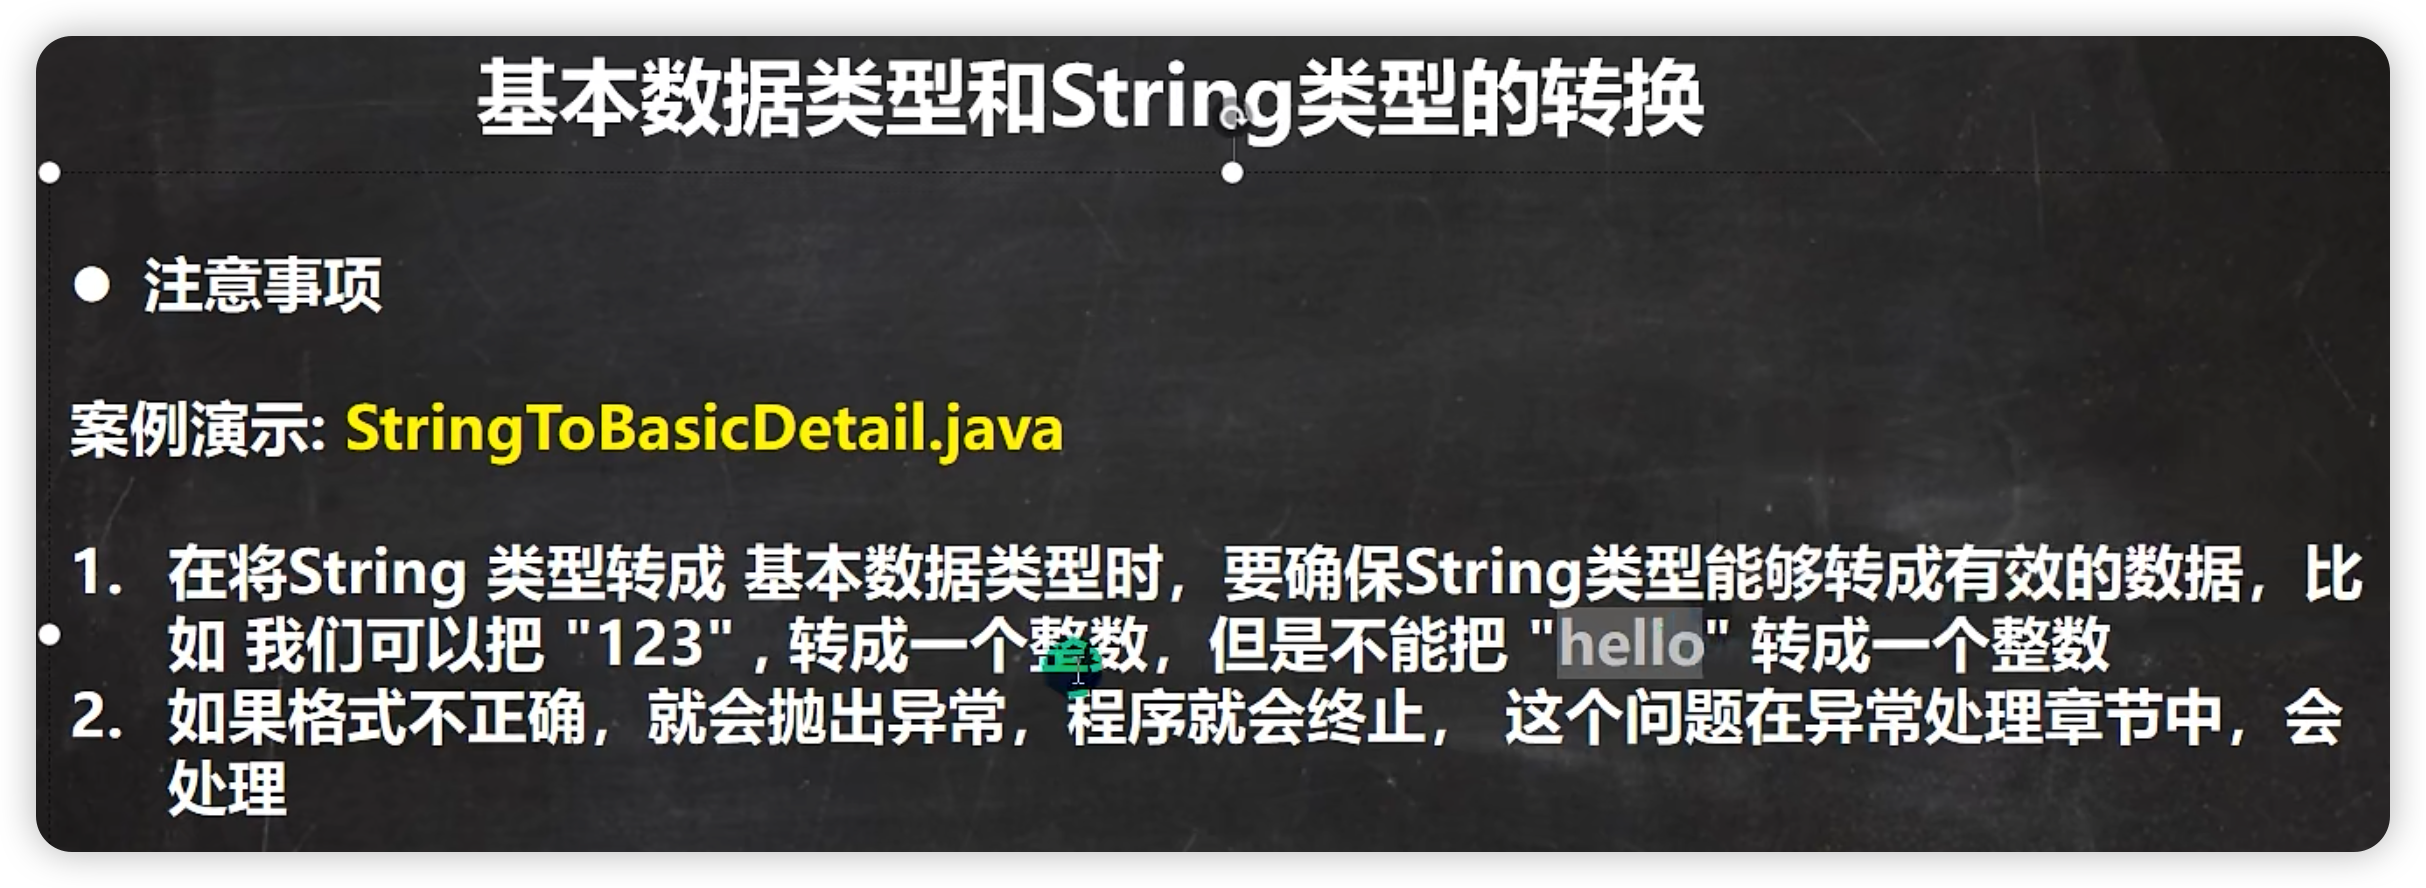 基本数据类型和String类型的转换
● 注意事项
案例演示: StringToBasicDetail.java
1. 在将String 类型转成 基本数据类型时，要确保String类型能够转成有效的数据，比
如 我们可以把 "123" , 转成一个整数，但是不能把 "hello" 转成一个整数
2. 如果格式不正确，就会抛出异常，程序就会终止， 这个问题在异常处理章节中，会
处理